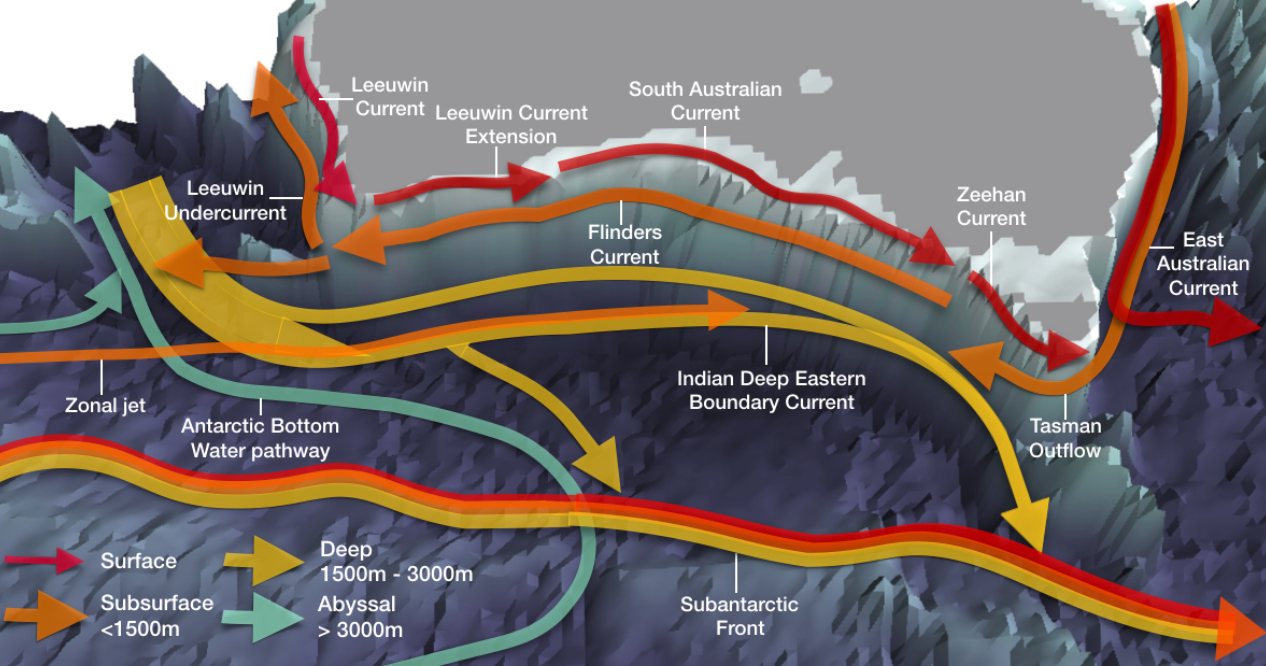 Leeuwin
Current
Leeuwin Current
Extension
South Australian
Current
Leeuwin
Undercurrent
Flinders
Current
Zeehan
Current
East
Australian
Current
Zonal jet
Antarctic Bottom
Water pathway
Indian Deep Eastern
Boundary Current
Tasman
Outflow
Subantarctic
Front
Surface
Subsurface
<1500m
Deep
1500m - 3000m
Abyssal
> 3000m